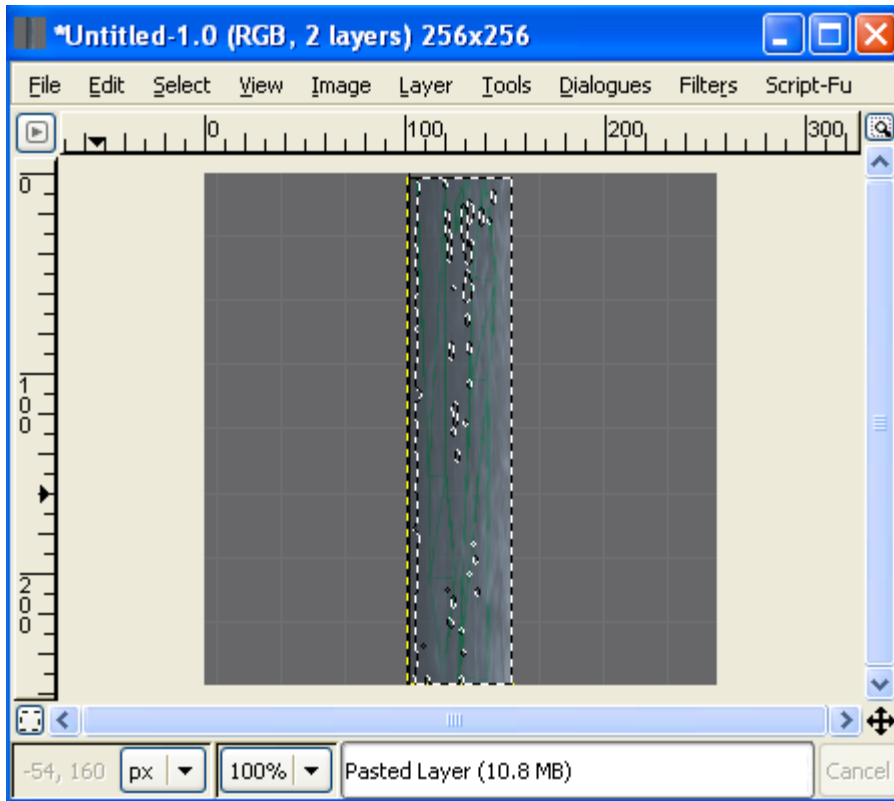 *Untitled-1.0 (RGB, 2 layers) 256x256
File Edit Select View Image Layer Tools Dialogues Filters Script-Fu
0 100 200 300
0
100
200
-54, 160 px 100% Pasted Layer (10.8 MB) Cancel